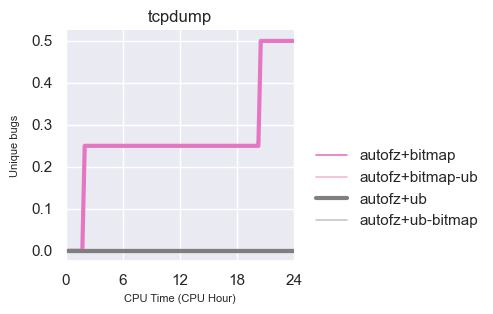 tcpdump
0.5
0.4
0.3
0.2
0.1
0.0
Unique bugs
0 6 12 18 24
CPU Time (CPU Hour)
autofz+bitmap
autofz+bitmap-ub
autofz+ub
autofz+ub-bitmap